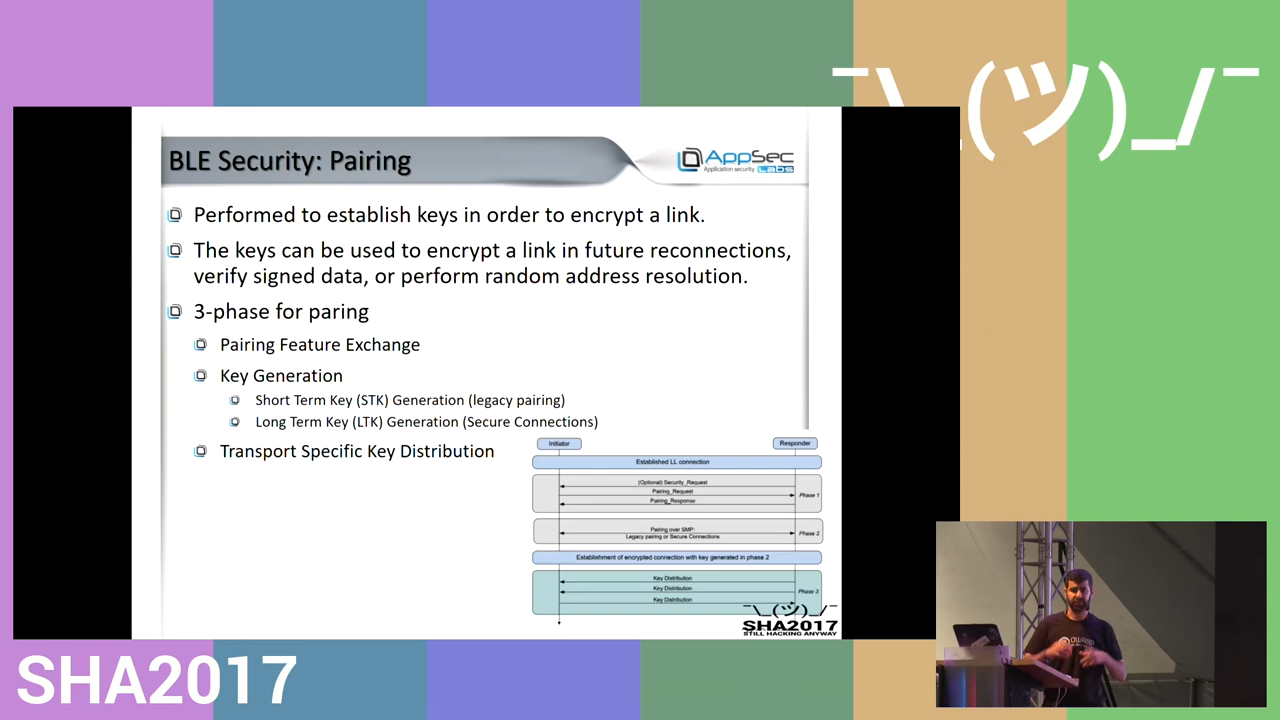 ¯\_(ツ)_/¯
BLE Security: Pairing
AppSec
Application security Labs
Performed to establish keys in order to encrypt a link.
The keys can be used to encrypt a link in future reconnections,
verify signed data, or perform random address resolution.
3-phase for paring
Pairing Feature Exchange
Key Generation
Short Term Key (STK) Generation (legacy pairing)
Long Term Key (LTK) Generation (Secure Connections)
Transport Specific Key Distribution
Initiator
Responder
Established LL connection
(Optional) Security_Request
Pairing_Request
Pairing_Response
Phase 1
Pairing over SMP:
Legacy pairing or Secure Connections
Phase 2
Establishment of encrypted connection with key generated in phase 2
Key Distribution
Key Distribution
Key Distribution
Phase 3
¯\_(ツ)_/¯
SHA2017
STILL HACKING ANYWAY
OWASP
SHA2017